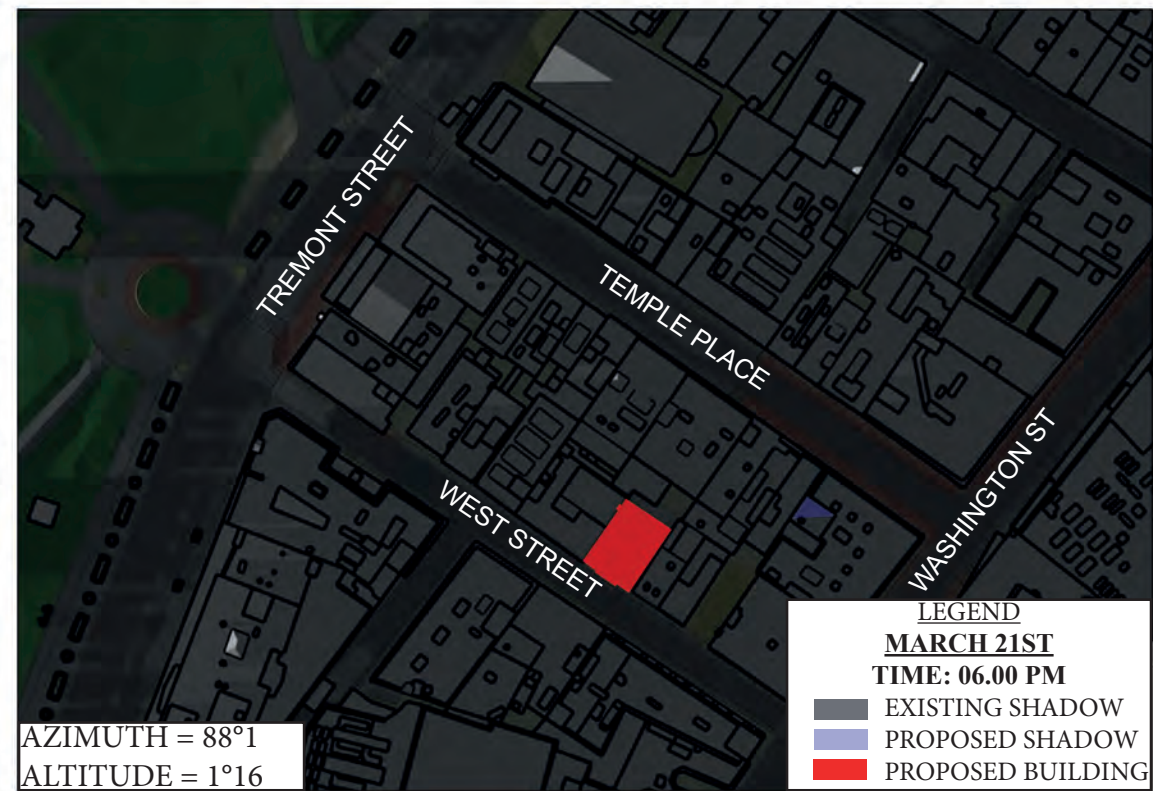 TREMONT STREET
TEMPLE PLACE
WEST STREET
WASHINGTON ST
LEGEND
MARCH 21ST
TIME: 06.00 PM
EXISTING SHADOW
PROPOSED SHADOW
PROPOSED BUILDING
AZIMUTH = 88°1
ALTITUDE = 1°16